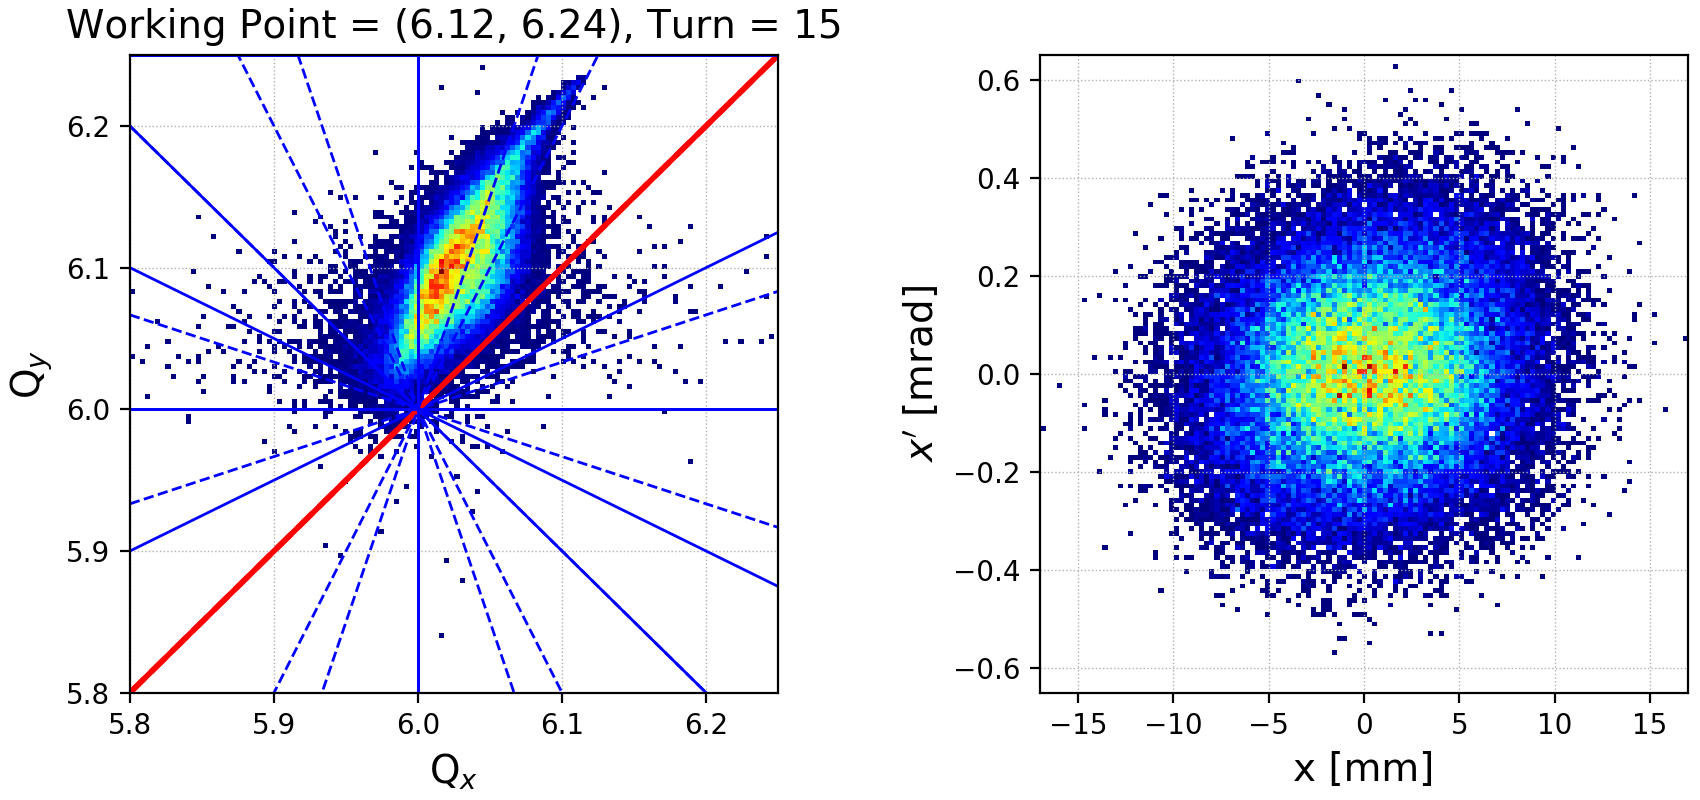 Working Point = (6.12, 6.24), Turn = 15
6.2
6.1
6.0
5.9
5.8
Q_y
5.8 5.9 6.0 6.1 6.2
Q_x
0.6
0.4
0.2
0.0
−0.2
−0.4
−0.6
x′ [mrad]
−15 −10 −5 0 5 10 15
x [mm]